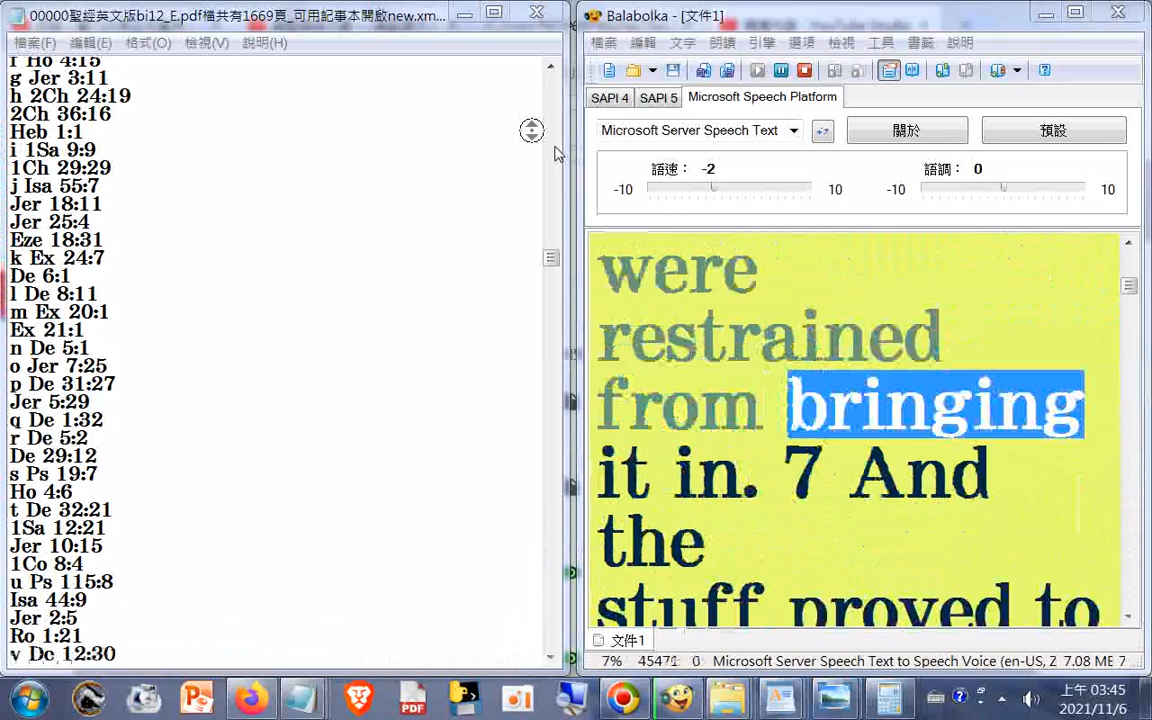 00000聖經英文版bi12_E.pdf檔共有1669頁_可用記事本開啟new.xm...
檔案(F) 編輯(E) 格式(O) 檢視(V) 說明(H)
r Ho 4:15
g Jer 3:11
h 2Ch 24:19
2Ch 36:16
Heb 1:1
i 1Sa 9:9
1Ch 29:29
j Isa 55:7
Jer 18:11
Jer 25:4
Eze 18:31
k Ex 24:7
De 6:1
l De 8:11
m Ex 20:1
Ex 21:1
n De 5:1
o Jer 7:25
p De 31:27
Jer 5:29
q De 1:32
r De 5:2
De 29:12
s Ps 19:7
Ho 4:6
t De 32:21
1Sa 12:21
Jer 10:15
1Co 8:4
u Ps 115:8
Isa 44:9
Jer 2:5
Ro 1:21
v De 12:30
Balabolka - [文件1]
檔案 編輯 文字 朗讀 引擎 選項 檢視 工具 書籤 說明
SAPI 4 SAPI 5 Microsoft Speech Platform
Microsoft Server Speech Text 關於 預設
語速： -2 語調： 0
-10 10 -10 10
were
restrained
from bringing
it in. 7 And
the
stuff proved to
文件1
7% 45471: 0 Microsoft Server Speech Text to Speech Voice (en-US, Z 7.08 ME 7
PDF
上午 03:45
2021/11/6